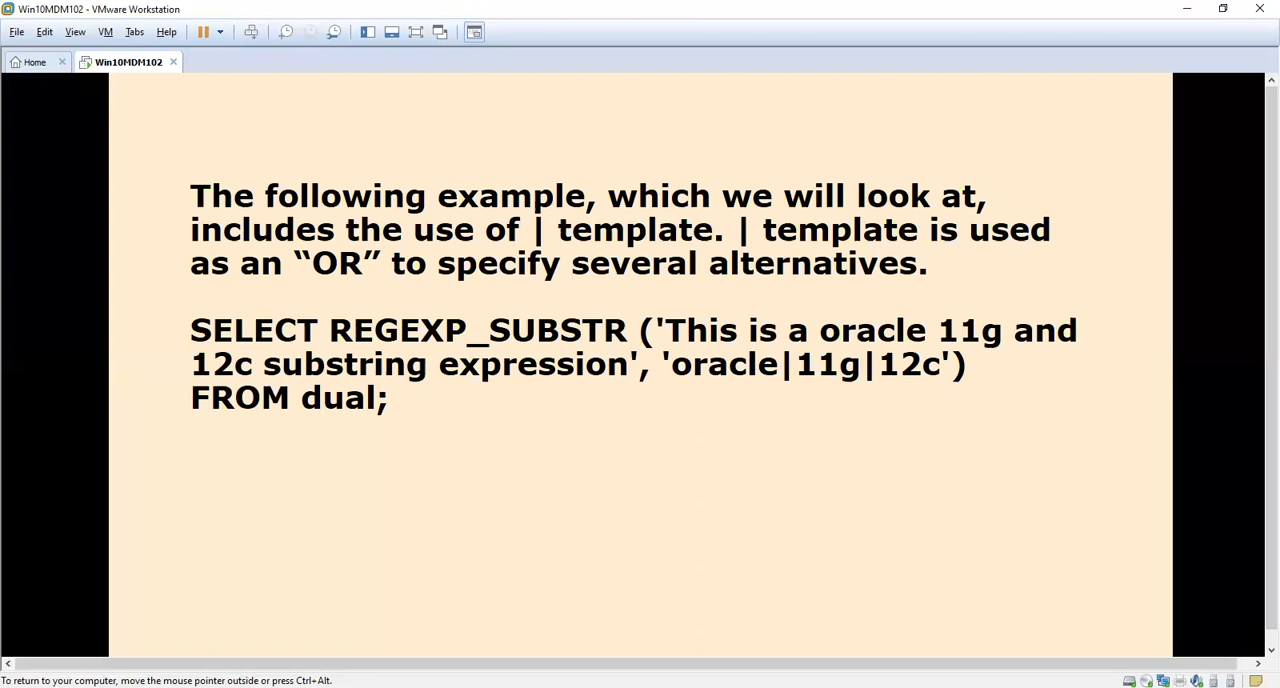 Win10MDM102 - VMware Workstation
File Edit View VM Tabs Help
Home Win10MDM102
The following example, which we will look at,
includes the use of | template. | template is used
as an “OR” to specify several alternatives.
SELECT REGEXP_SUBSTR ('This is a oracle 11g and
12c substring expression', 'oracle|11g|12c')
FROM dual;
To return to your computer, move the mouse pointer outside or press Ctrl+Alt.